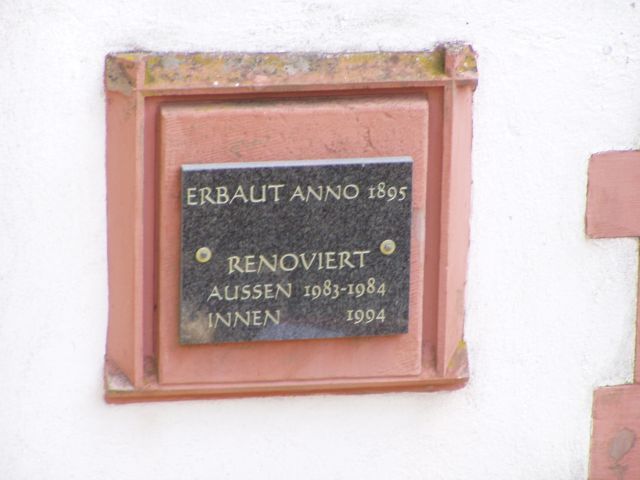 ERBAUT ANNO 1895
RENOVIERT
AUSSEN 1983-1984
INNEN 1994